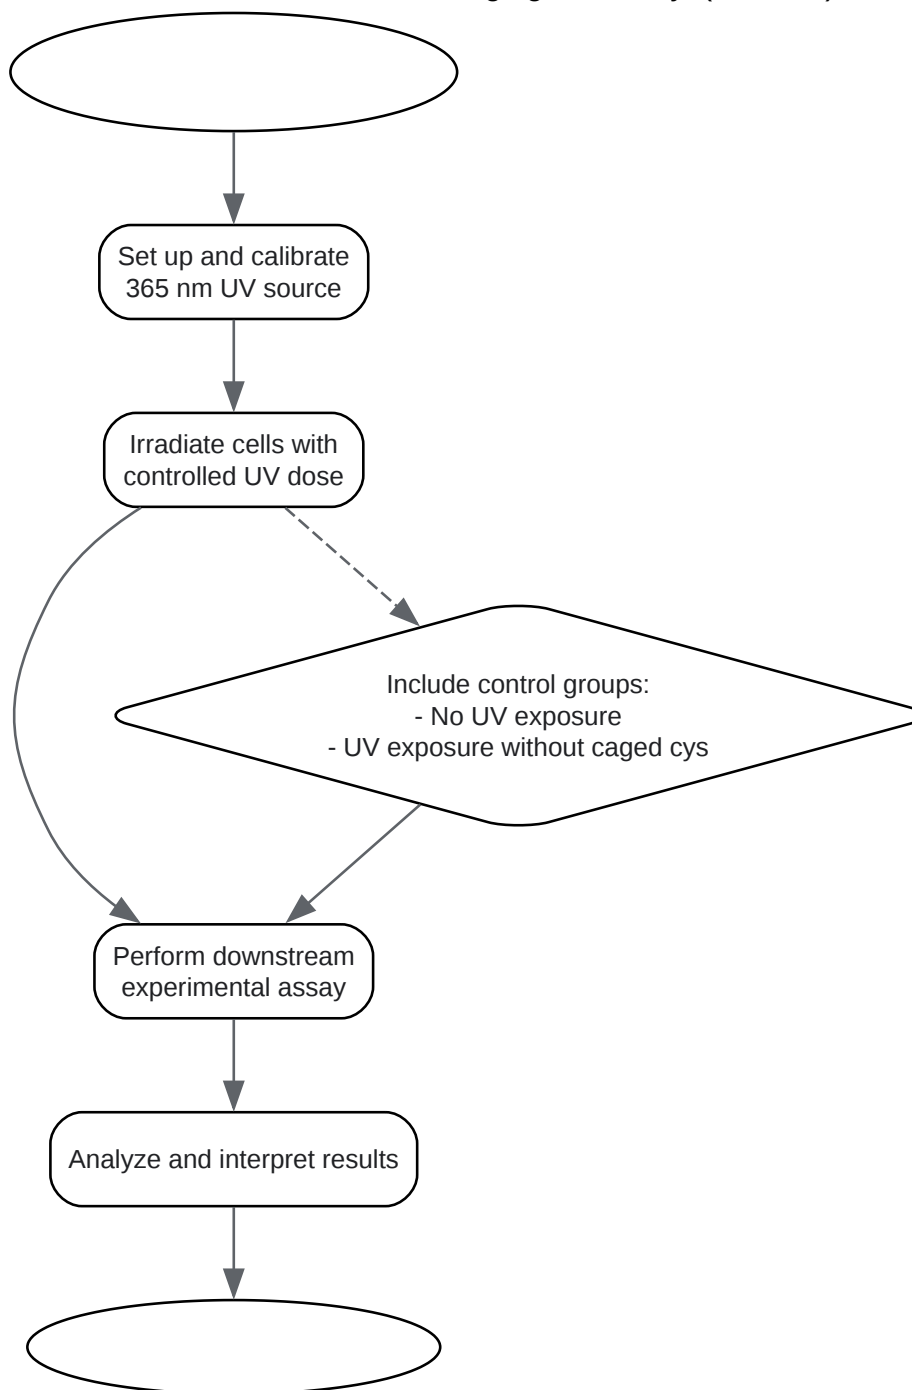 Set up and calibrate
365 nm UV source
Irradiate cells with
controlled UV dose
Include control groups:
- No UV exposure
- UV exposure without caged cys
Perform downstream
experimental assay
Analyze and interpret results